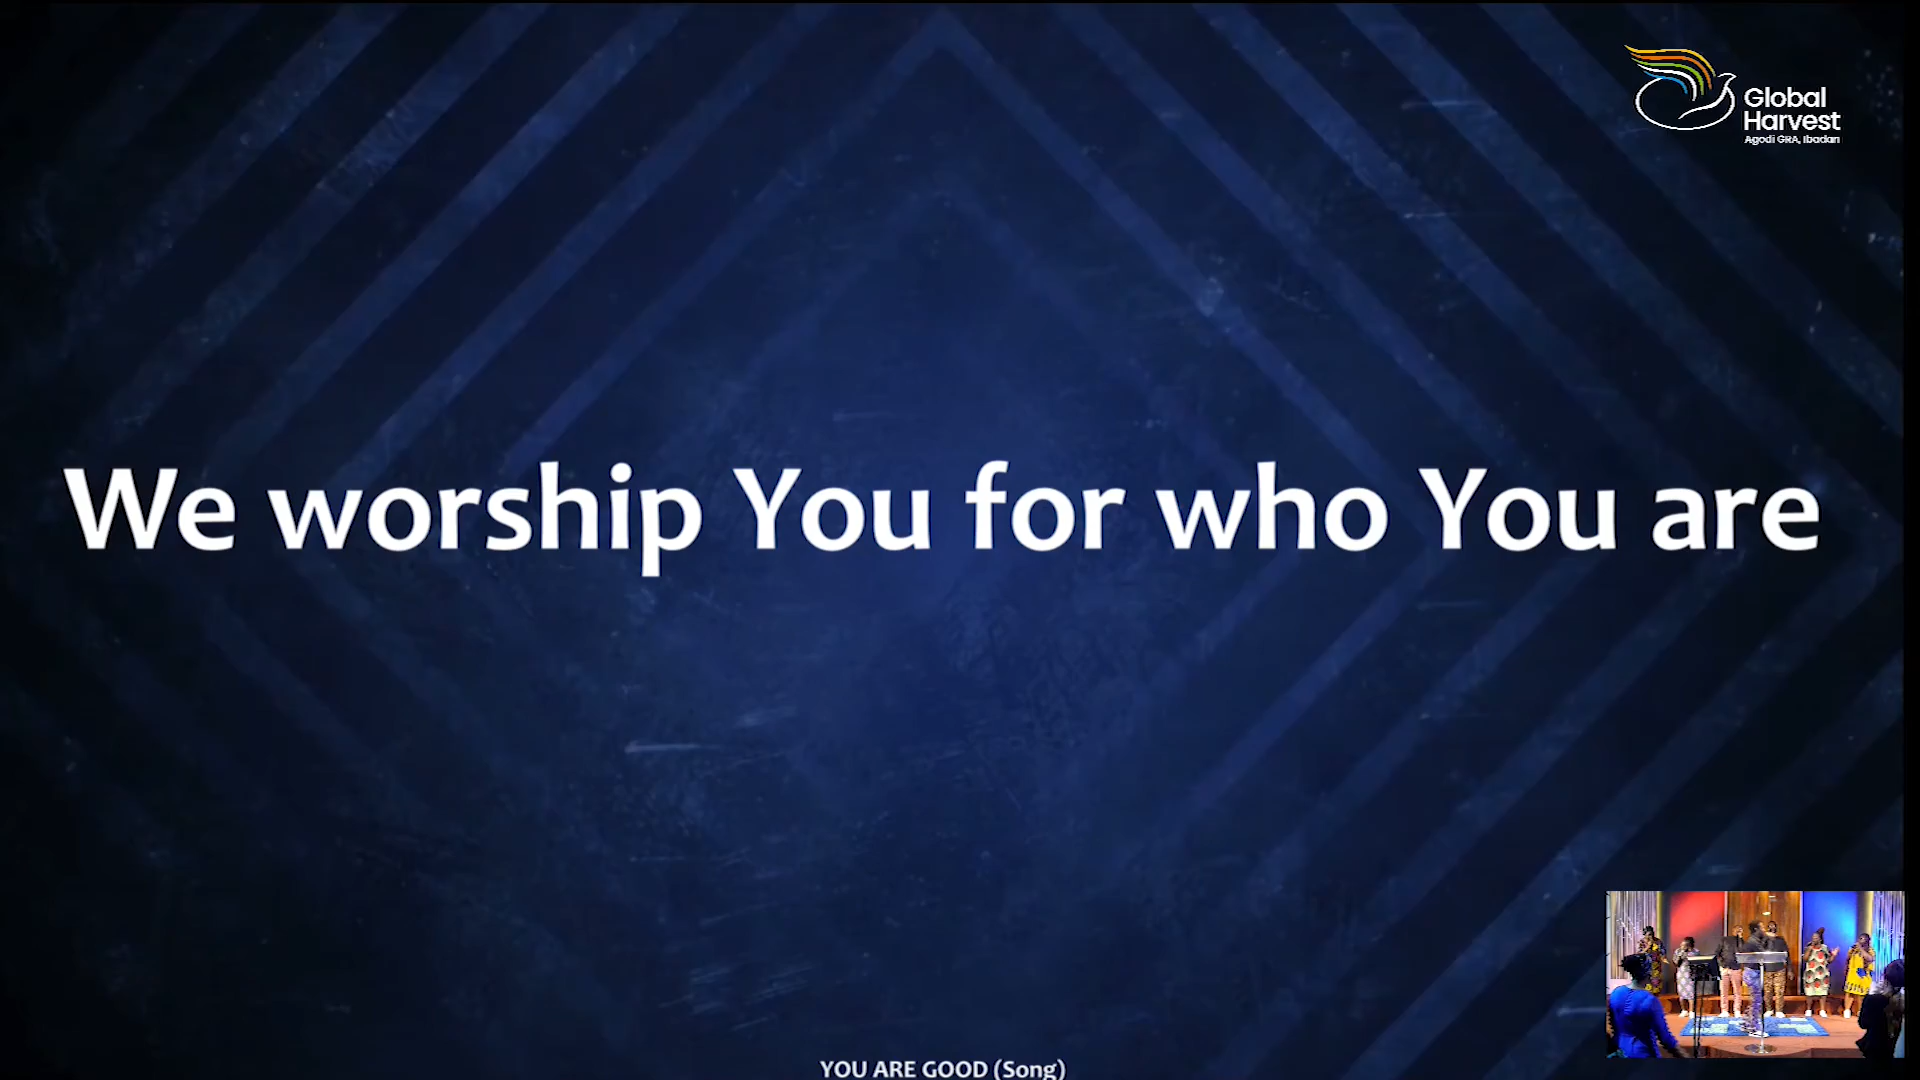 Global
Harvest
Agodi GRA, Ibadan
We worship You for who You are
YOU ARE GOOD (Song)